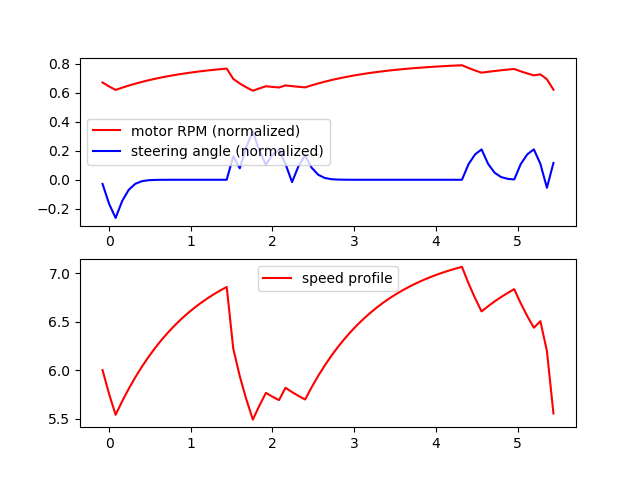 0.8
0.6
0.4
0.2
0.0
−0.2
motor RPM (normalized)
steering angle (normalized)
0 1 2 3 4 5
7.0
6.5
6.0
5.5
speed profile
0 1 2 3 4 5